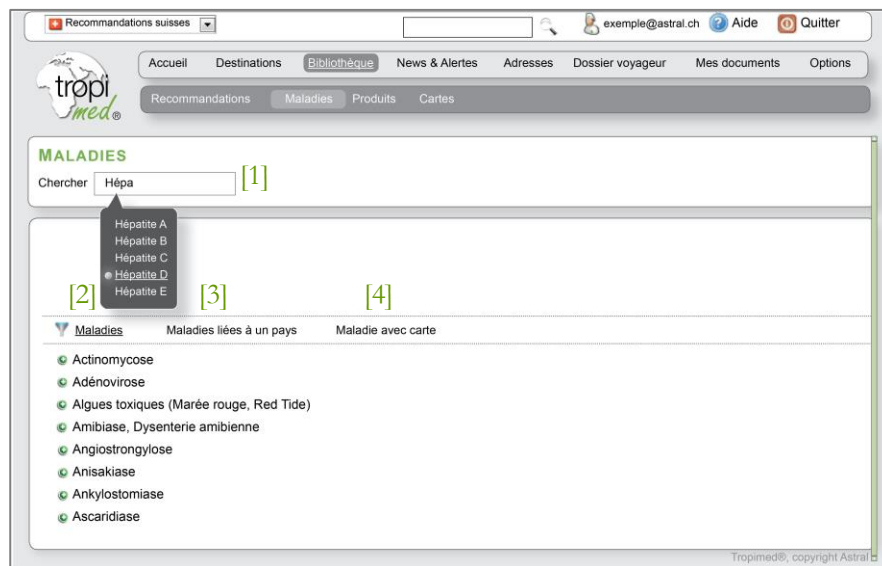 Recommandations suisses
exemple@astral.ch Aide Quitter
tropi
med®
Accueil Destinations Bibliothèque News & Alertes Adresses Dossier voyageur Mes documents Options
Recommandations Maladies Produits Cartes
MALADIES
Chercher Hépa [1]
Hépatite A
Hépatite B
Hépatite C
Hépatite D
Hépatite E
[2] [3] [4]
Maladies Maladies liées à un pays Maladie avec carte
Actinomycose
Adénovirose
Algues toxiques (Marée rouge, Red Tide)
Amibiase, Dysenterie amibienne
Angiostrongylose
Anisakiase
Ankylostomiase
Ascaridiase
Tropimed®, copyright Astral